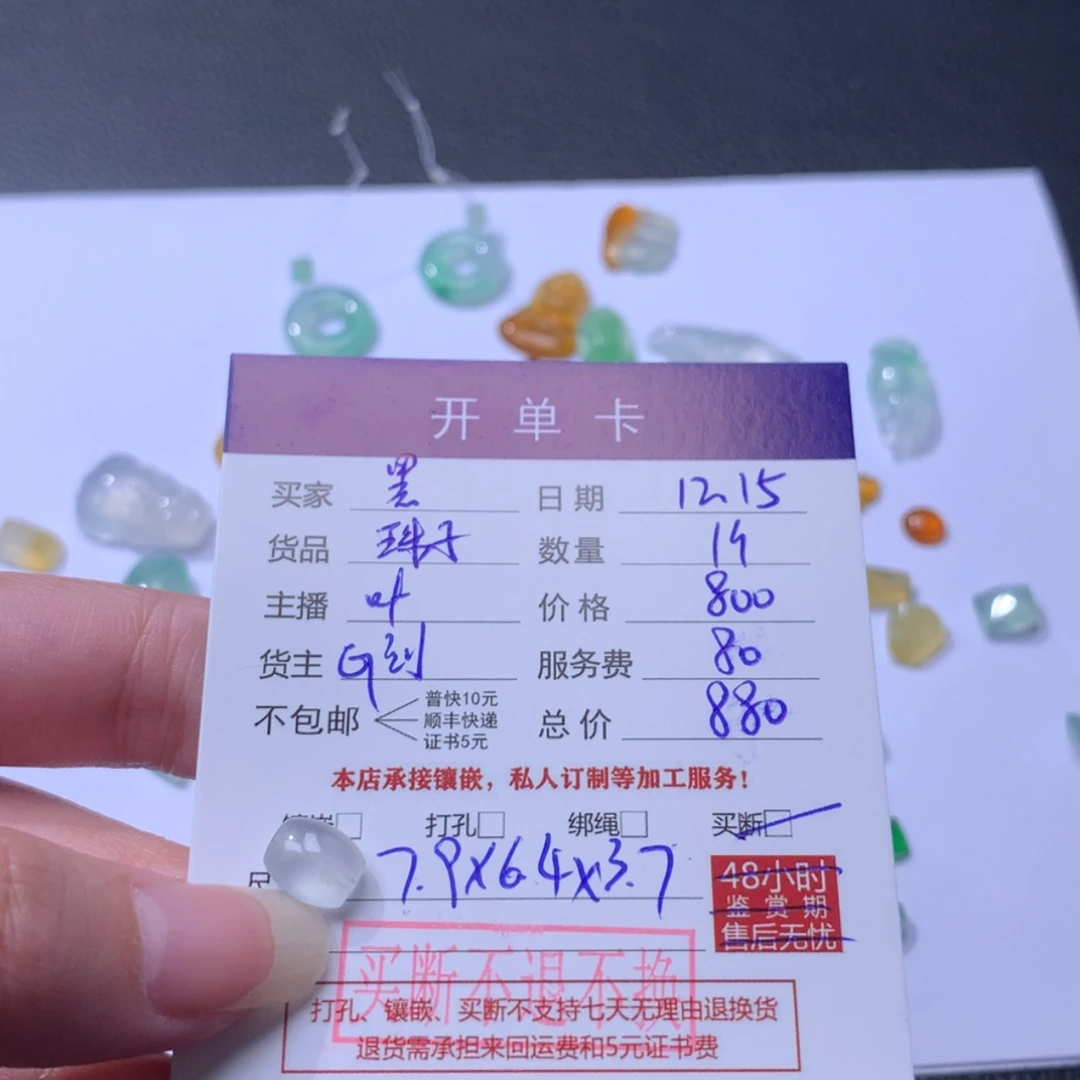 开单卡
买家 黑 日期 12.15
货品 珠子 数量 1个
主播 叶 价格 800
货主 G 服务费 80
不包邮 普快10元 顺丰快递 证书5元 总价 880
本店承接镶嵌，私人订制等加工服务！
打孔□ 绑绳□ 买断□
7.9x6.4x3.7
48小时
鉴赏期
售后无忧
买断不退不换
打孔、镶嵌、买断不支持七天无理由退换货
退货需承担来回运费和5元证书费